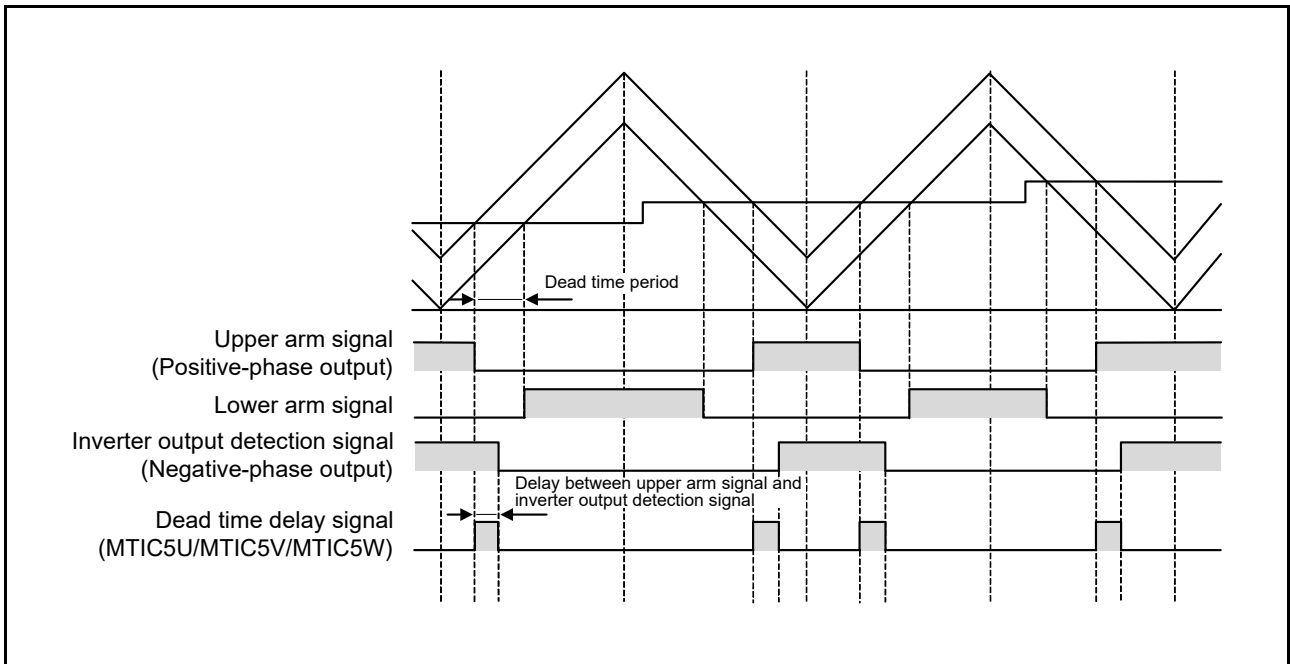 Dead time period
Upper arm signal
(Positive-phase output)
Lower arm signal
Inverter output detection signal
(Negative-phase output)
Delay between upper arm signal and
inverter output detection signal
Dead time delay signal
(MTIC5U/MTIC5V/MTIC5W)